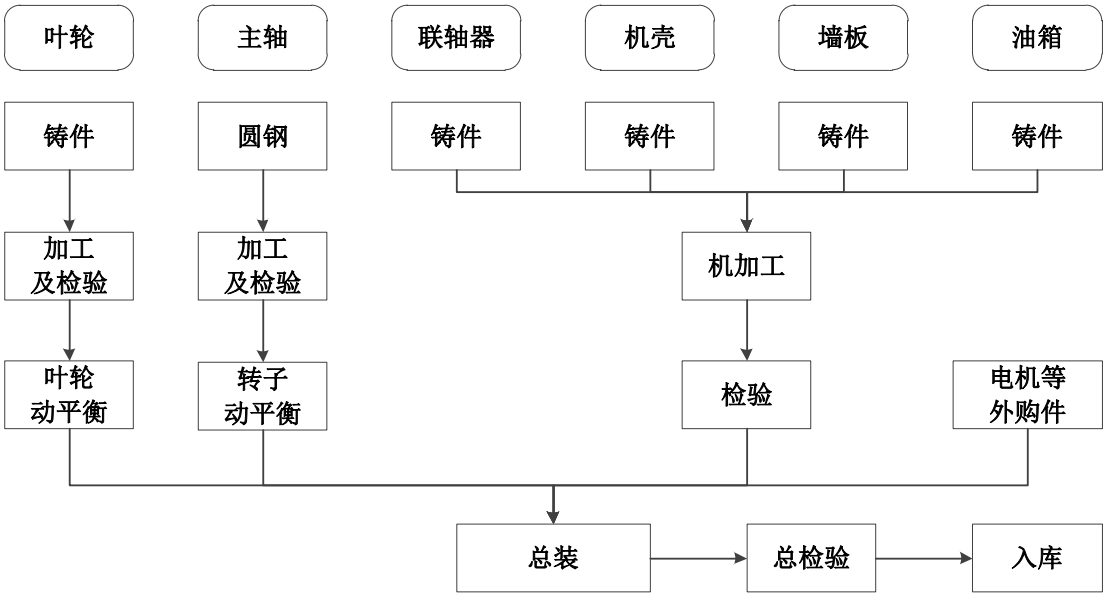 叶轮
主轴
联轴器
机壳
墙板
油箱
铸件
圆钢
铸件
铸件
铸件
铸件
加工
及检验
加工
及检验
机加工
叶轮
动平衡
转子
动平衡
检验
电机等
外购件
总装
总检验
入库